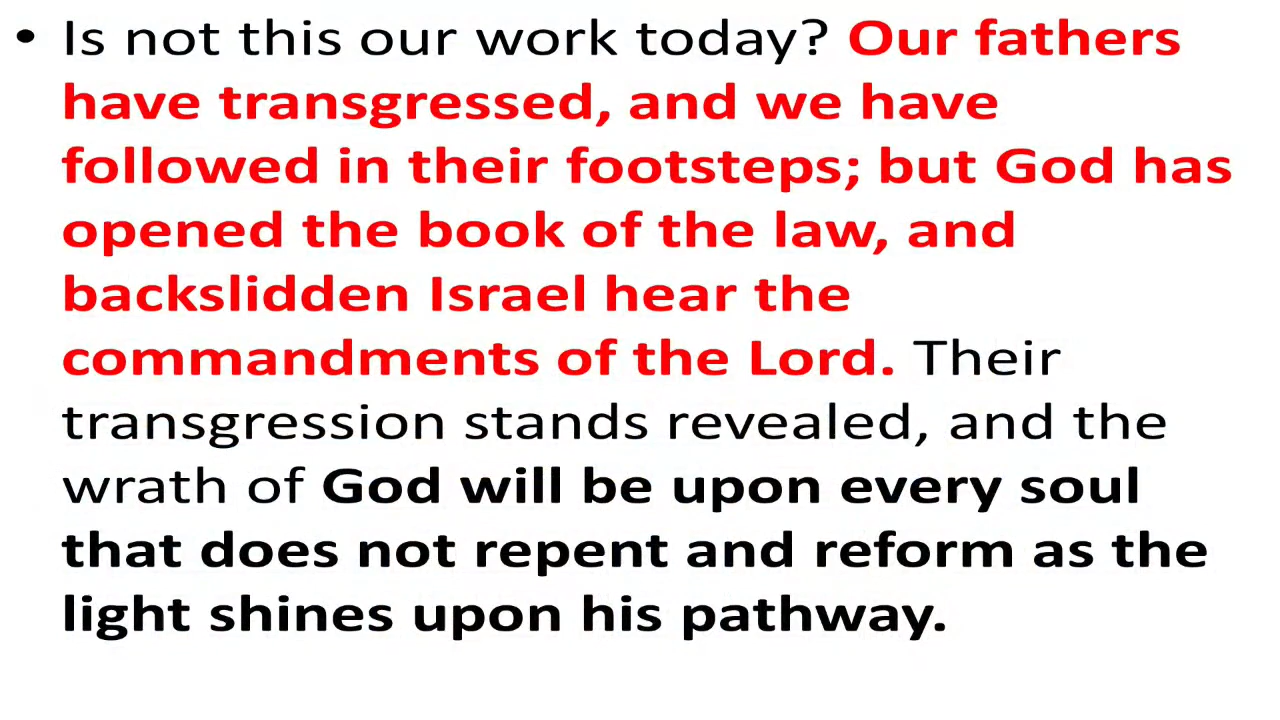 • Is not this our work today? Our fathers
have transgressed, and we have
followed in their footsteps; but God has
opened the book of the law, and
backslidden Israel hear the
commandments of the Lord. Their
transgression stands revealed, and the
wrath of God will be upon every soul
that does not repent and reform as the
light shines upon his pathway.